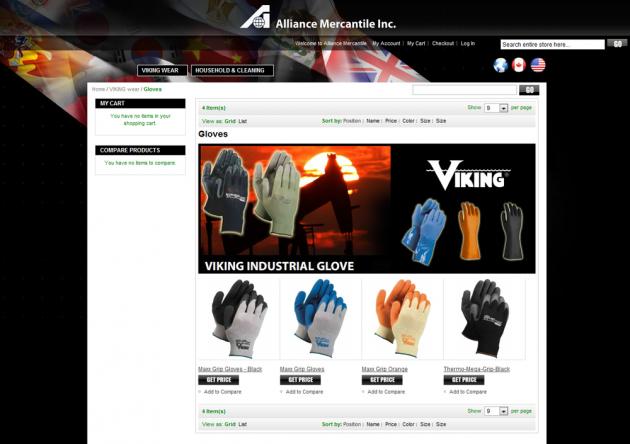 Alliance Mercantile Inc.
Welcome to Alliance Mercantile My Account My Cart Checkout Log In
Search entire store here... GO
VIKING WEAR HOUSEHOLD & CLEANING
Home / VIKING wear / Gloves
GO
MY CART
You have no items in your
shopping cart.
COMPARE PRODUCTS
You have no items to compare.
4 Item(s)
Show 9 per page
View as: Grid List
Sort by: Position | Name | Price | Color | Size | Size
Gloves
VIKING
VIKING INDUSTRIAL GLOVE
Maxx Grip Gloves - Black
Maxx Grip Gloves
Maxx Grip Orange
Thermo-Mega-Grip-Black
GET PRICE
GET PRICE
GET PRICE
GET PRICE
Add to Compare
Add to Compare
Add to Compare
Add to Compare
4 Item(s)
Show 9 per page
View as: Grid List
Sort by: Position | Name | Price | Color | Size | Size